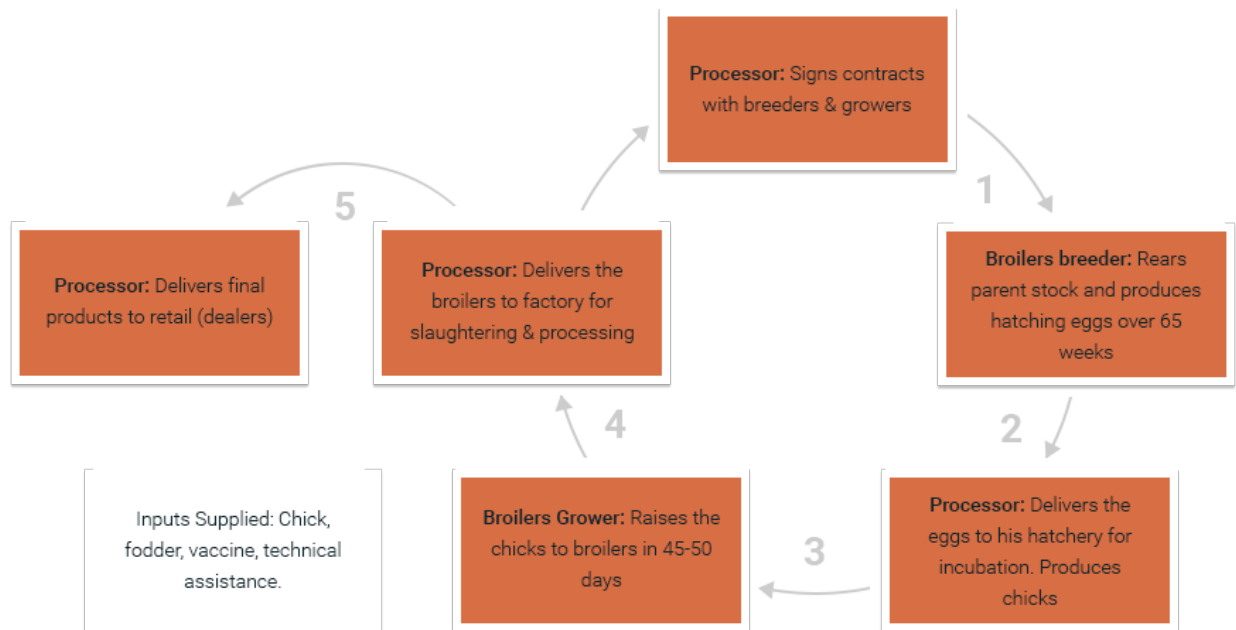 Processor: Signs contracts
with breeders & growers
1
Broilers breeder: Rears
parent stock and produces
hatching eggs over 65
weeks
2
Processor: Delivers the
eggs to his hatchery for
incubation. Produces
chicks
3
Broilers Grower: Raises the
chicks to broilers in 45-50
days
Inputs Supplied: Chick,
fodder, vaccine, technical
assistance.
4
Processor: Delivers the
broilers to factory for
slaughtering & processing
5
Processor: Delivers final
products to retail (dealers)